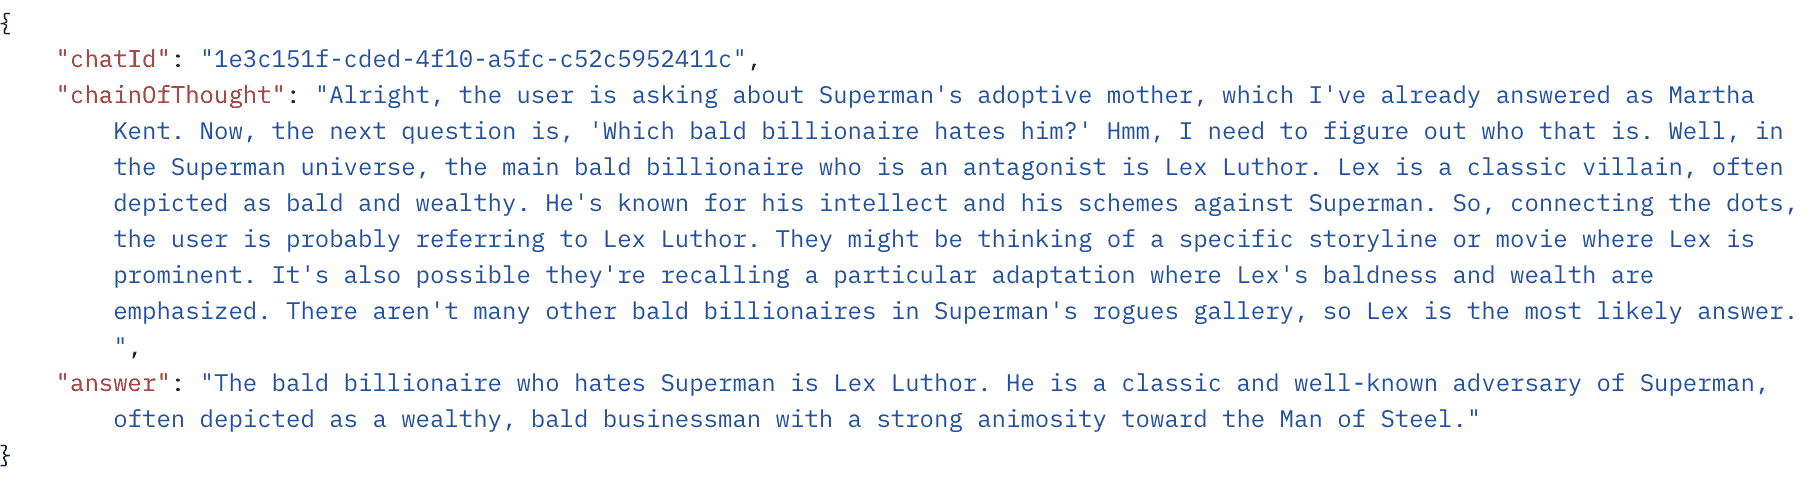 {
"chatId": "1e3c151f-cded-4f10-a5fc-c52c5952411c",
"chainOfThought": "Alright, the user is asking about Superman's adoptive mother, which I've already answered as Martha
Kent. Now, the next question is, 'Which bald billionaire hates him?' Hmm, I need to figure out who that is. Well, in
the Superman universe, the main bald billionaire who is an antagonist is Lex Luthor. Lex is a classic villain, often
depicted as bald and wealthy. He's known for his intellect and his schemes against Superman. So, connecting the dots,
the user is probably referring to Lex Luthor. They might be thinking of a specific storyline or movie where Lex is
prominent. It's also possible they're recalling a particular adaptation where Lex's baldness and wealth are
emphasized. There aren't many other bald billionaires in Superman's rogues gallery, so Lex is the most likely answer.
",
"answer": "The bald billionaire who hates Superman is Lex Luthor. He is a classic and well-known adversary of Superman,
often depicted as a wealthy, bald businessman with a strong animosity toward the Man of Steel."
}